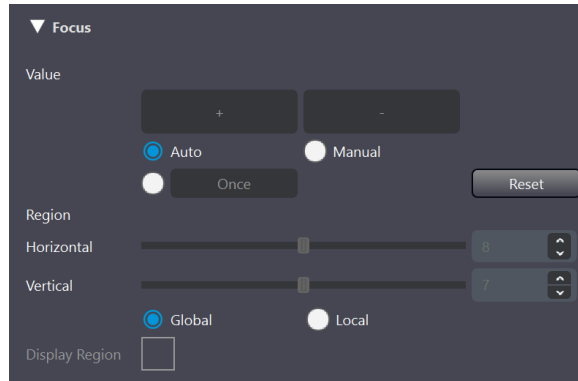 Focus
Value
+ -
Auto Manual
Once Reset
Region
Horizontal 8
Vertical 7
Global Local
Display Region